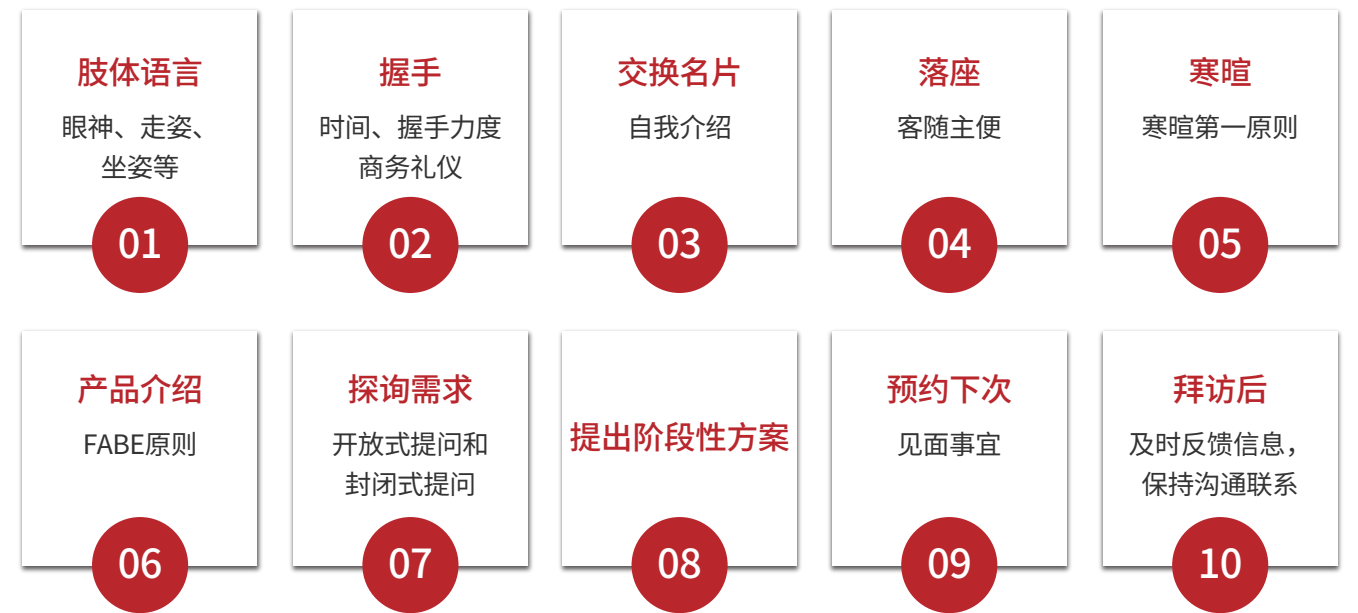 肢体语言
眼神、走姿、
坐姿等
01
握手
时间、握手力度
商务礼仪
02
交换名片
自我介绍
03
落座
客随主便
04
寒暄
寒暄第一原则
05
产品介绍
FABE原则
06
探询需求
开放式提问和
封闭式提问
07
提出阶段性方案
08
预约下次
见面事宜
09
拜访后
及时反馈信息，
保持沟通联系
10